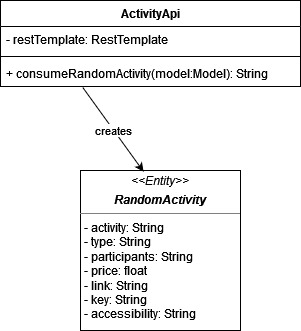 ActivityApi
- restTemplate: RestTemplate
+ consumeRandomActivity(model:Model): String
creates
<<Entity>>
RandomActivity
- activity: String
- type: String
- participants: String
- price: float
- link: String
- key: String
- accessibility: String